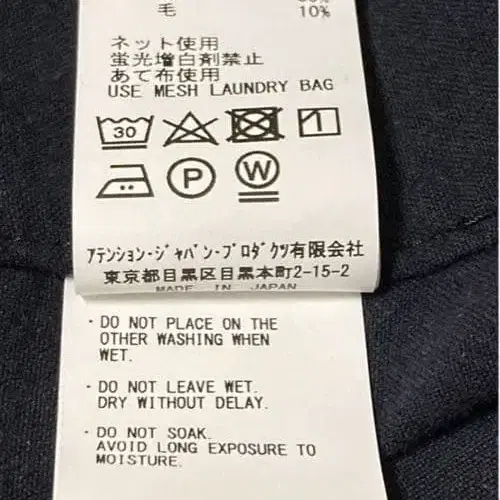 毛 10%
ネット使用
蛍光増白剤禁止
あて布使用
USE MESH LAUNDRY BAG
30
P W
アテンション・ジャパン・プロダクツ有限会社
東京都目黒区目黒本町2-15-2
MADE IN JAPAN
· DO NOT PLACE ON THE
OTHER WASHING WHEN
WET.
· DO NOT LEAVE WET.
DRY WITHOUT DELAY.
· DO NOT SOAK.
AVOID LONG EXPOSURE TO
MOISTURE.